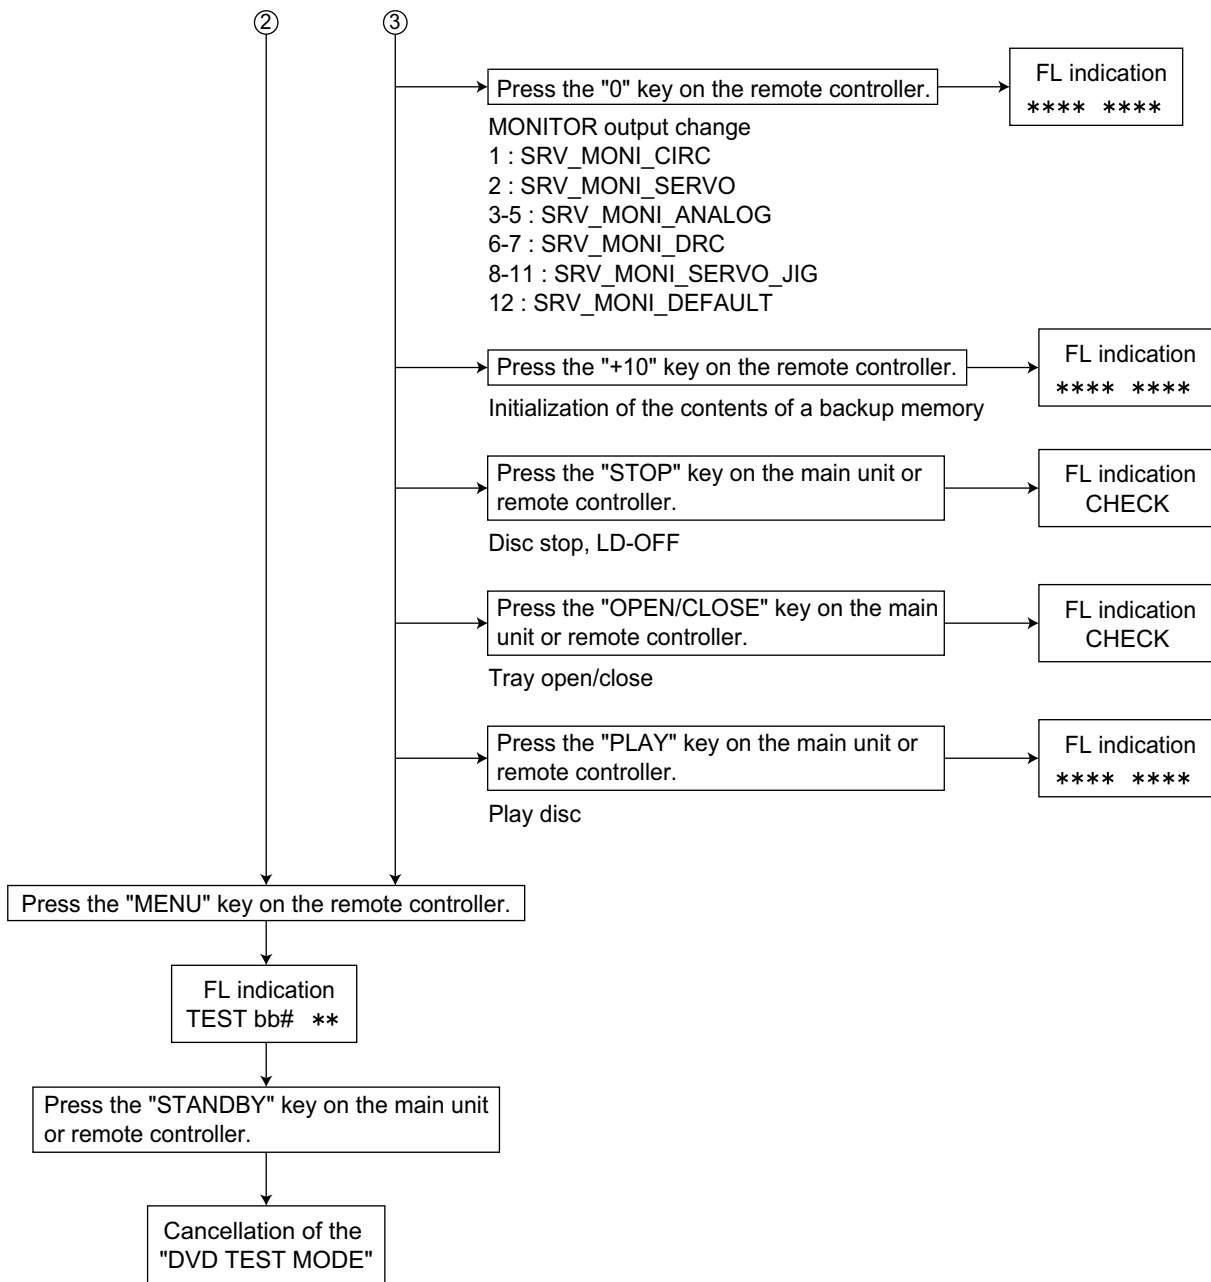 ② ③
Press the "0" key on the remote controller.
FL indication
**** ****
MONITOR output change
1 : SRV_MONI_CIRC
2 : SRV_MONI_SERVO
3-5 : SRV_MONI_ANALOG
6-7 : SRV_MONI_DRC
8-11 : SRV_MONI_SERVO_JIG
12 : SRV_MONI_DEFAULT
Press the "+10" key on the remote controller.
FL indication
**** ****
Initialization of the contents of a backup memory
Press the "STOP" key on the main unit or
remote controller.
FL indication
CHECK
Disc stop, LD-OFF
Press the "OPEN/CLOSE" key on the main
unit or remote controller.
FL indication
CHECK
Tray open/close
Press the "PLAY" key on the main unit or
remote controller.
FL indication
**** ****
Play disc
Press the "MENU" key on the remote controller.
FL indication
TEST bb# **
Press the "STANDBY" key on the main unit
or remote controller.
Cancellation of the
"DVD TEST MODE"